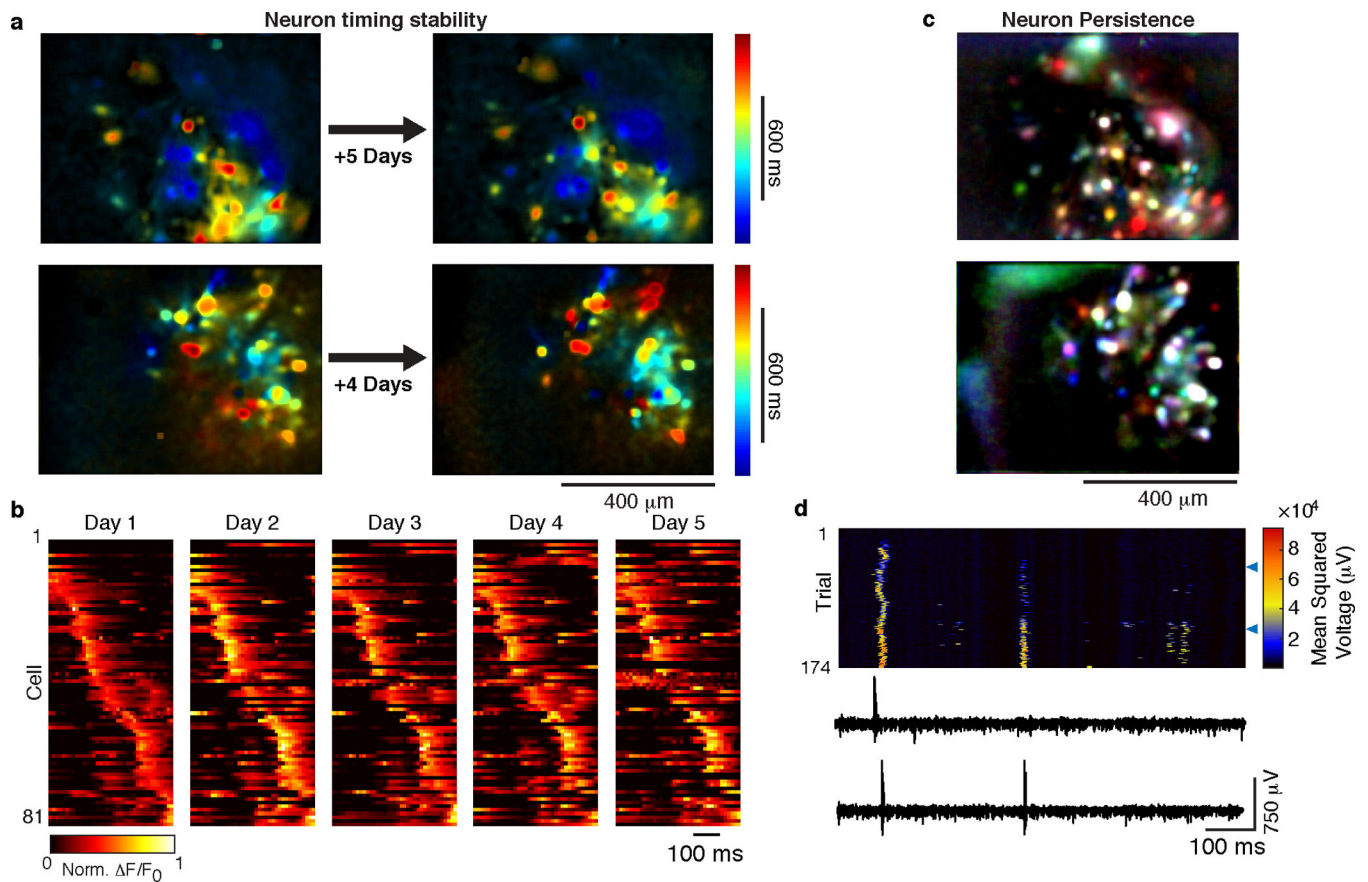 a
Neuron timing stability
+5 Days
600 ms
+4 Days
600 ms
400 μm
c
Neuron Persistence
400 μm
b
Day 1
Day 2
Day 3
Day 4
Day 5
1
Cell
81
0
1
Norm. ΔF/F0
100 ms
d
1
Trial
174
×10⁴
8
6
4
2
Mean Squared
Voltage (μV)
750 μV
100 ms